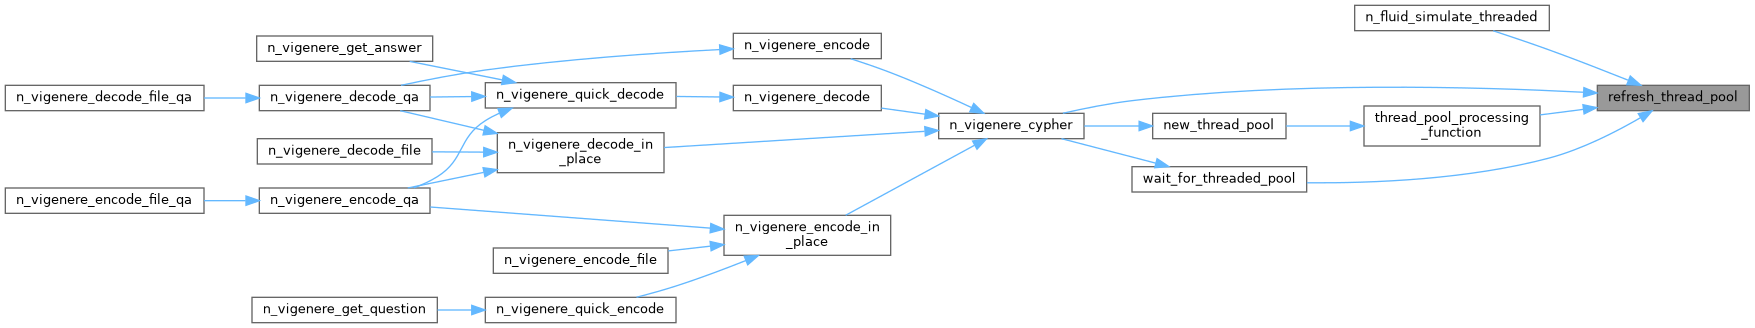 n_fluid_simulate_threaded
n_vigenere_get_answer
n_vigenere_encode
n_vigenere_decode_file_qa
n_vigenere_decode_qa
n_vigenere_quick_decode
n_vigenere_decode
refresh_thread_pool
n_vigenere_cypher
new_thread_pool
thread_pool_processing
_function
n_vigenere_decode_file
n_vigenere_decode_in
_place
wait_for_threaded_pool
n_vigenere_encode_file_qa
n_vigenere_encode_qa
n_vigenere_encode_in
_place
n_vigenere_encode_file
n_vigenere_get_question
n_vigenere_quick_encode